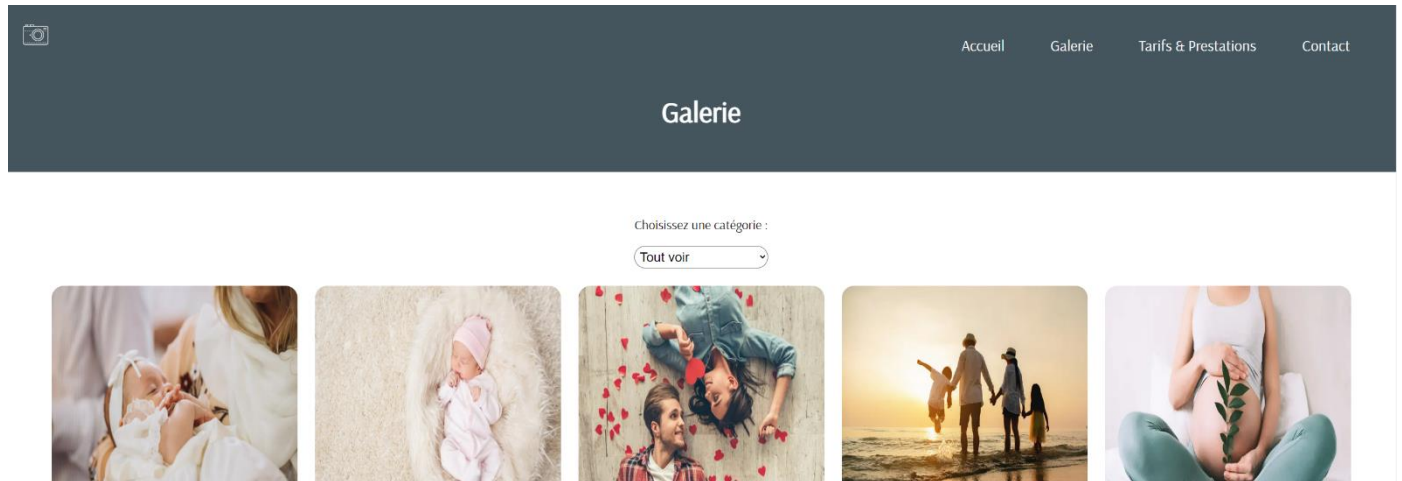 Accueil Galerie Tarifs & Prestations Contact
Galerie
Choisissez une catégorie :
Tout voir